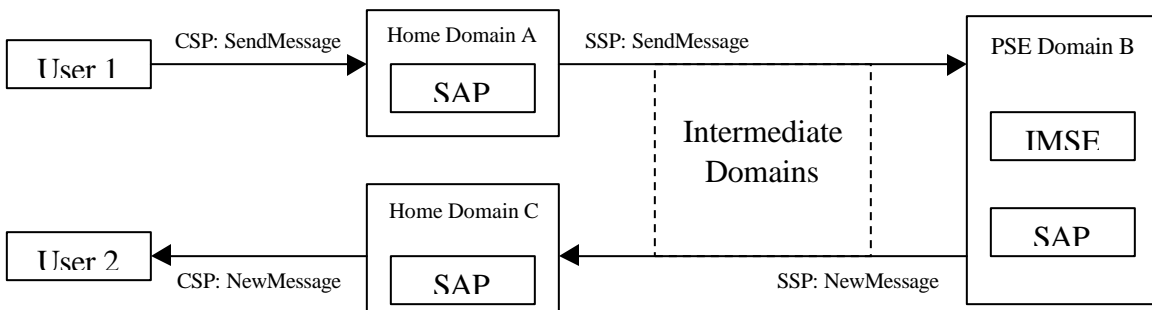 CSP: SendMessage
Home Domain A
SSP: SendMessage
PSE Domain B
User 1
SAP
Intermediate
Domains
IMSE
Home Domain C
SAP
User 2
SAP
CSP: NewMessage
SSP: NewMessage